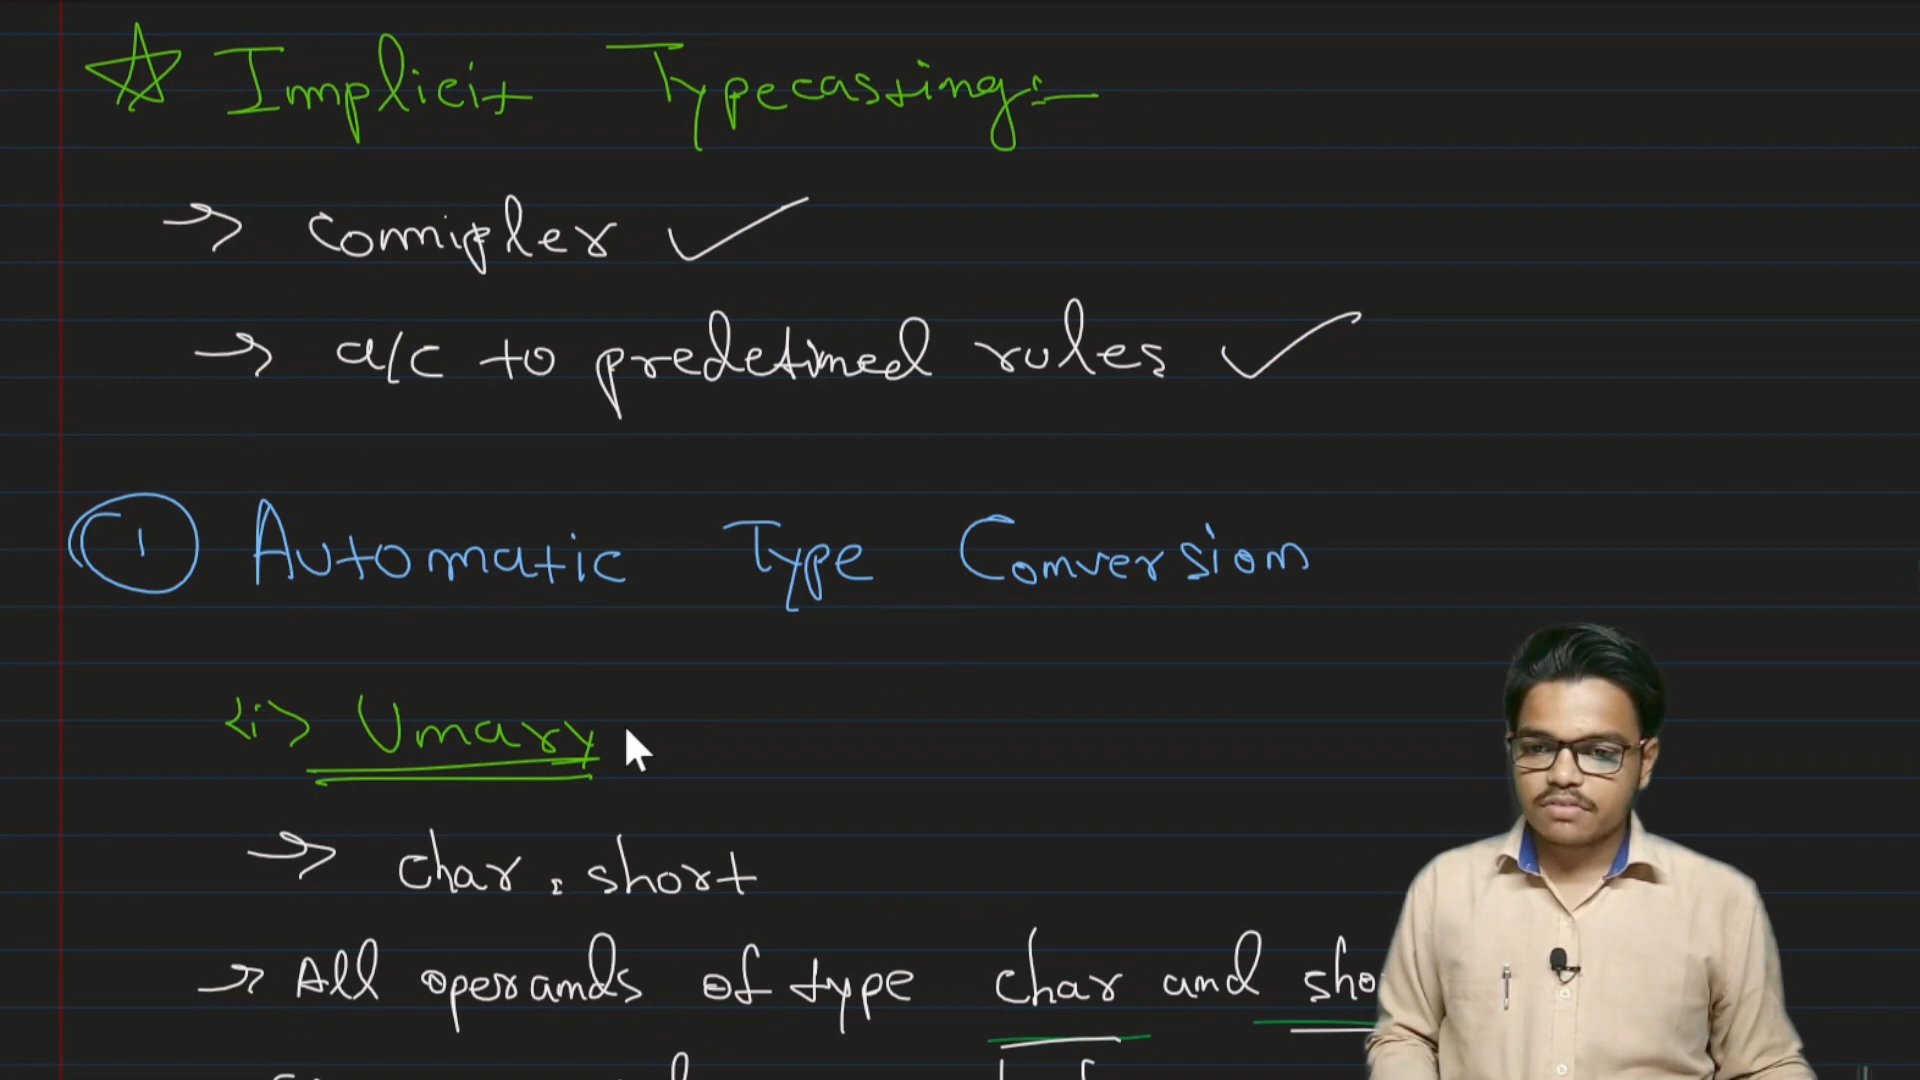 ☆ Implicit Typecasting:-
→ comipler ✓
→ a/c to predefined rules ✓
① Automatic Type Conversion
<i> Unary
→ char, short
→ All operands of type char and sho